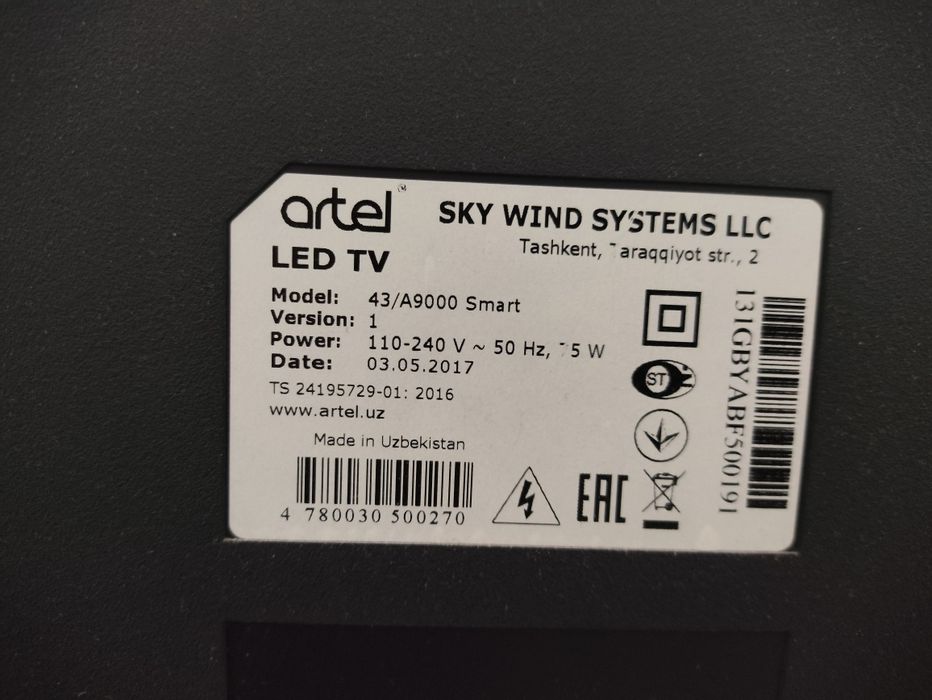 artel
SKY WIND SYSTEMS LLC
Tashkent, araqqiyot str., 2
LED TV
Model: 43/A9000 Smart
Version: 1
Power: 110-240 V ~ 50 Hz, 5 W
Date: 03.05.2017
TS 24195729-01: 2016
www.artel.uz
Made in Uzbekistan
4 780030 500270
EAC
131GBYABF500191